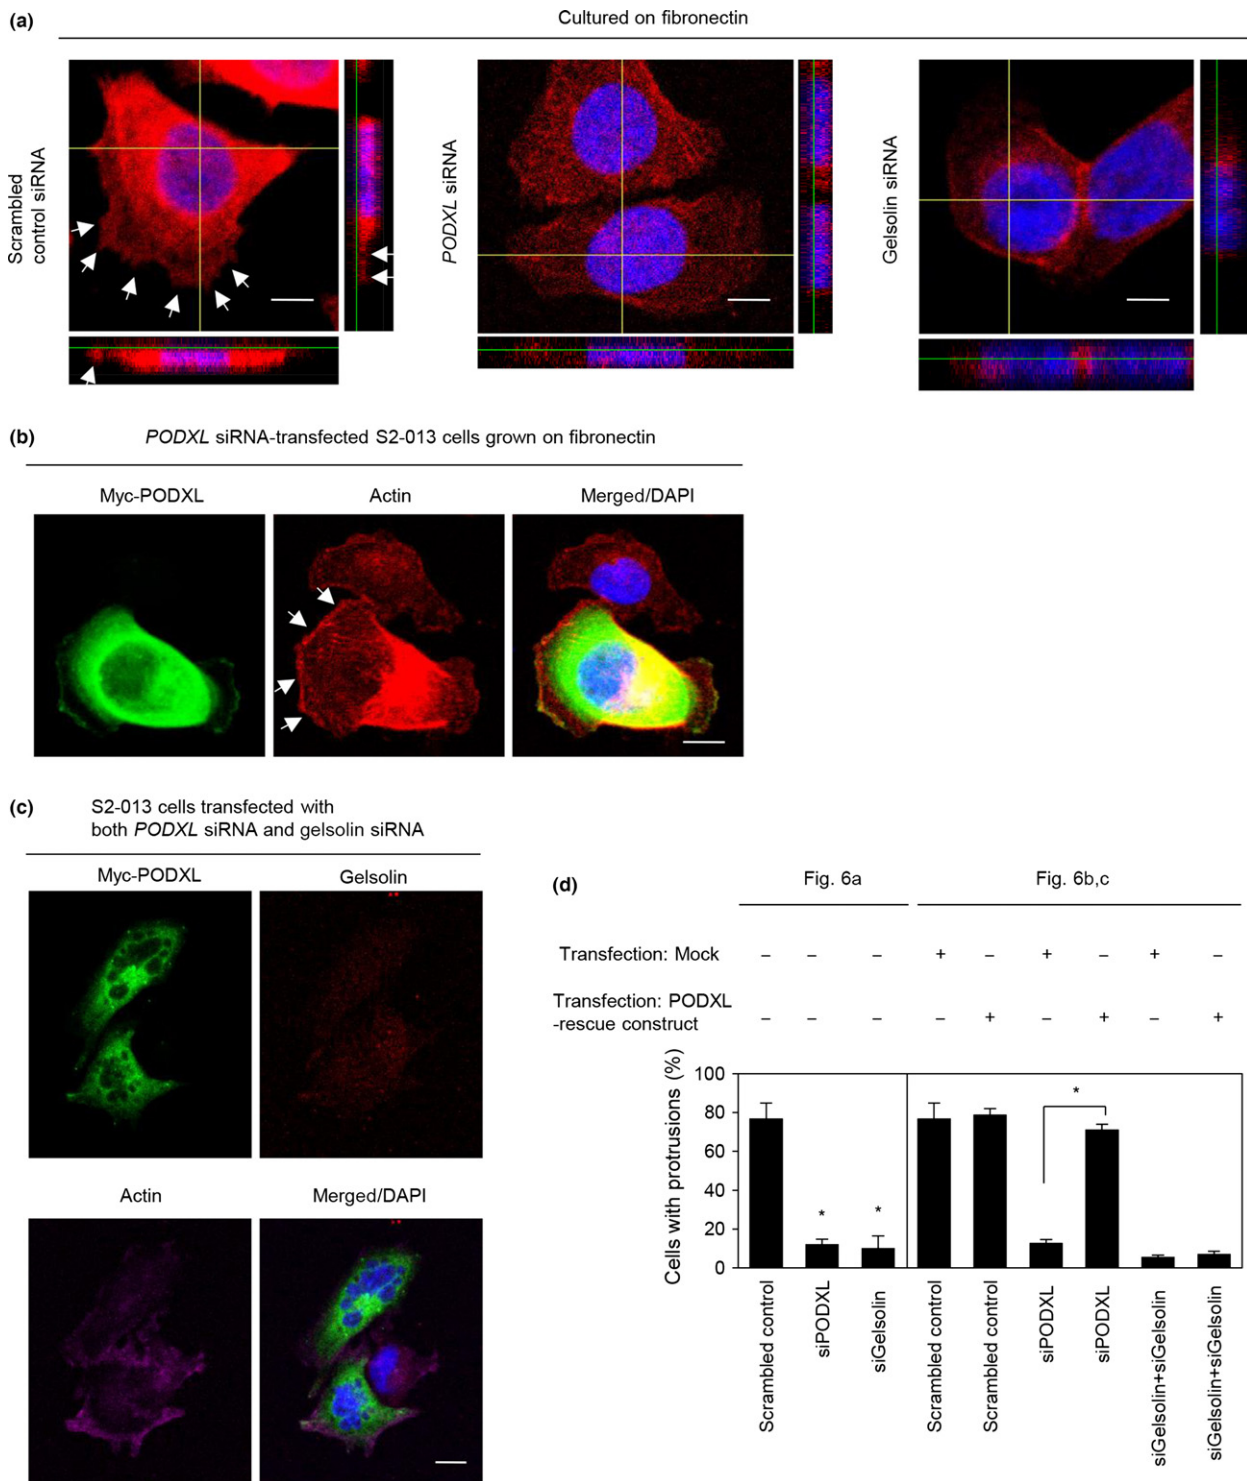 (a)
Cultured on fibronectin
Scrambled
control siRNA
PODXL siRNA
Gelsolin siRNA
(b)
PODXL siRNA-transfected S2-013 cells grown on fibronectin
Myc-PODXL
Actin
Merged/DAPI
(c)
S2-013 cells transfected with
both PODXL siRNA and gelsolin siRNA
Myc-PODXL
Gelsolin
Actin
Merged/DAPI
(d)
Fig. 6a
Fig. 6b,c
Transfection: Mock
– – – + – + – + –
Transfection: PODXL
-rescue construct
– – – – + – + – +
Cells with protrusions (%)
100
80
60
40
20
0
*
*
*
Scrambled control
siPODXL
siGelsolin
Scrambled control
Scrambled control
siPODXL
siPODXL
siGelsolin+siGelsolin
siGelsolin+siGelsolin